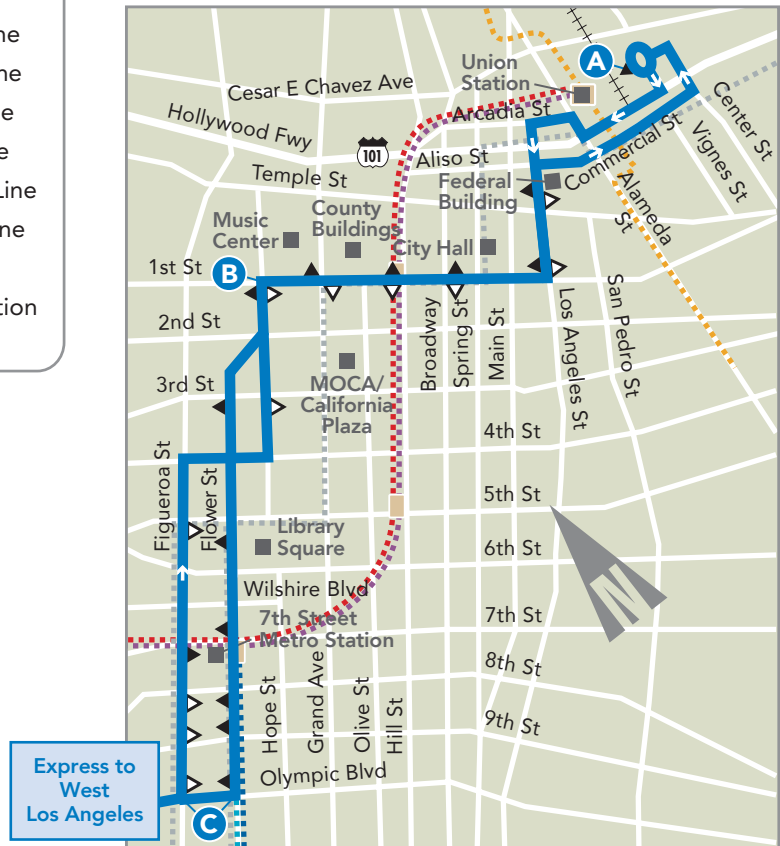 ne
ne
e
e
Line
ne
tion
A
Union
Station
Cesar E Chavez Ave
Arcadia St
Hollywood Fwy
101
Center St
Vignes St
Commercial St
Aliso St
Temple St
Federal
Building
Alameda
St
Music
Center
County
Buildings
City Hall
1st St
B
2nd St
Broadway
Spring St
Main St
Los Angeles St
San Pedro St
3rd St
MOCA/
California
Plaza
4th St
Figueroa St
Flower St
5th St
Library
Square
6th St
N
Wilshire Blvd
7th Street
Metro Station
7th St
8th St
Hope St
Grand Ave
Olive St
Hill St
9th St
Olympic Blvd
Express to
West
Los Angeles
C